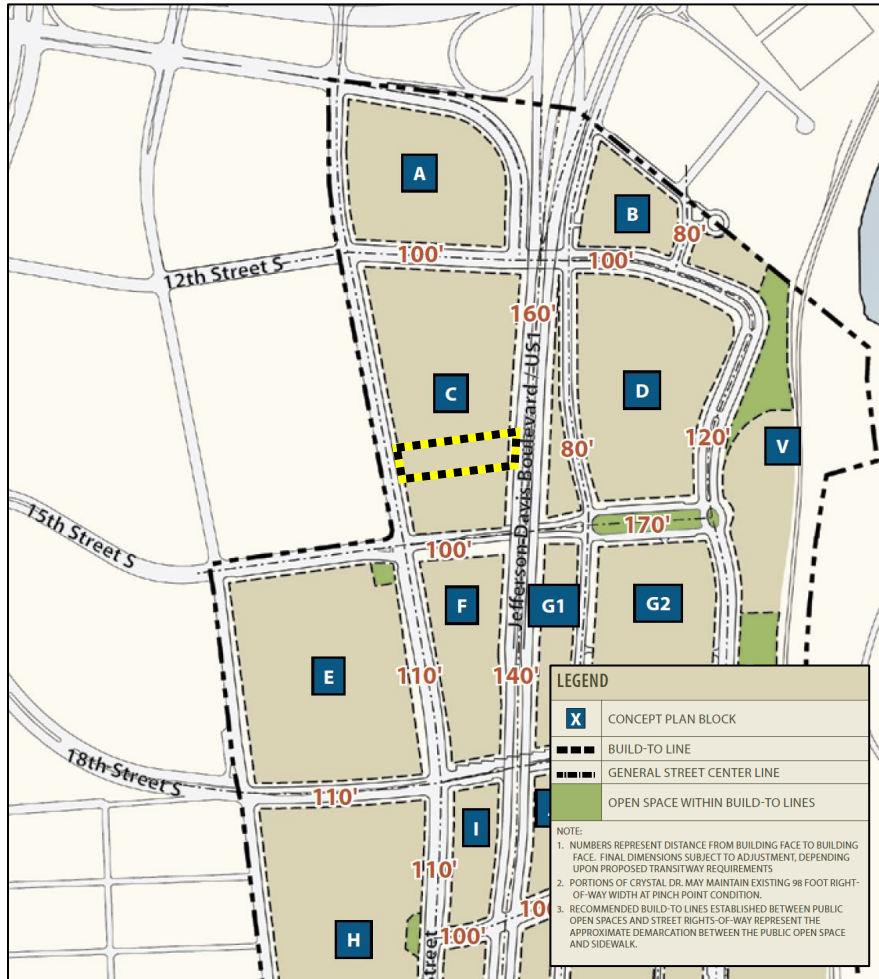 A
B
80'
100'
100'
12th Street S
160'
C
D
Jefferson Davis Boulevard / US1
80'
120'
V
15th Street S
170'
100'
F
G1
G2
E
110'
140'
18th Street S
110'
I
110'
H
100'
Street
LEGEND
X CONCEPT PLAN BLOCK
BUILD-TO LINE
GENERAL STREET CENTER LINE
OPEN SPACE WITHIN BUILD-TO LINES
NOTE:
1. NUMBERS REPRESENT DISTANCE FROM BUILDING FACE TO BUILDING
FACE. FINAL DIMENSIONS SUBJECT TO ADJUSTMENT, DEPENDING
UPON PROPOSED TRANSITWAY REQUIREMENTS
2. PORTIONS OF CRYSTAL DR. MAY MAINTAIN EXISTING 98 FOOT RIGHT-
OF-WAY WIDTH AT PINCH POINT CONDITION.
3. RECOMMENDED BUILD-TO LINES ESTABLISHED BETWEEN PUBLIC
OPEN SPACES AND STREET RIGHTS-OF-WAY REPRESENT THE
APPROXIMATE DEMARCATION BETWEEN THE PUBLIC OPEN SPACE
AND SIDEWALK.